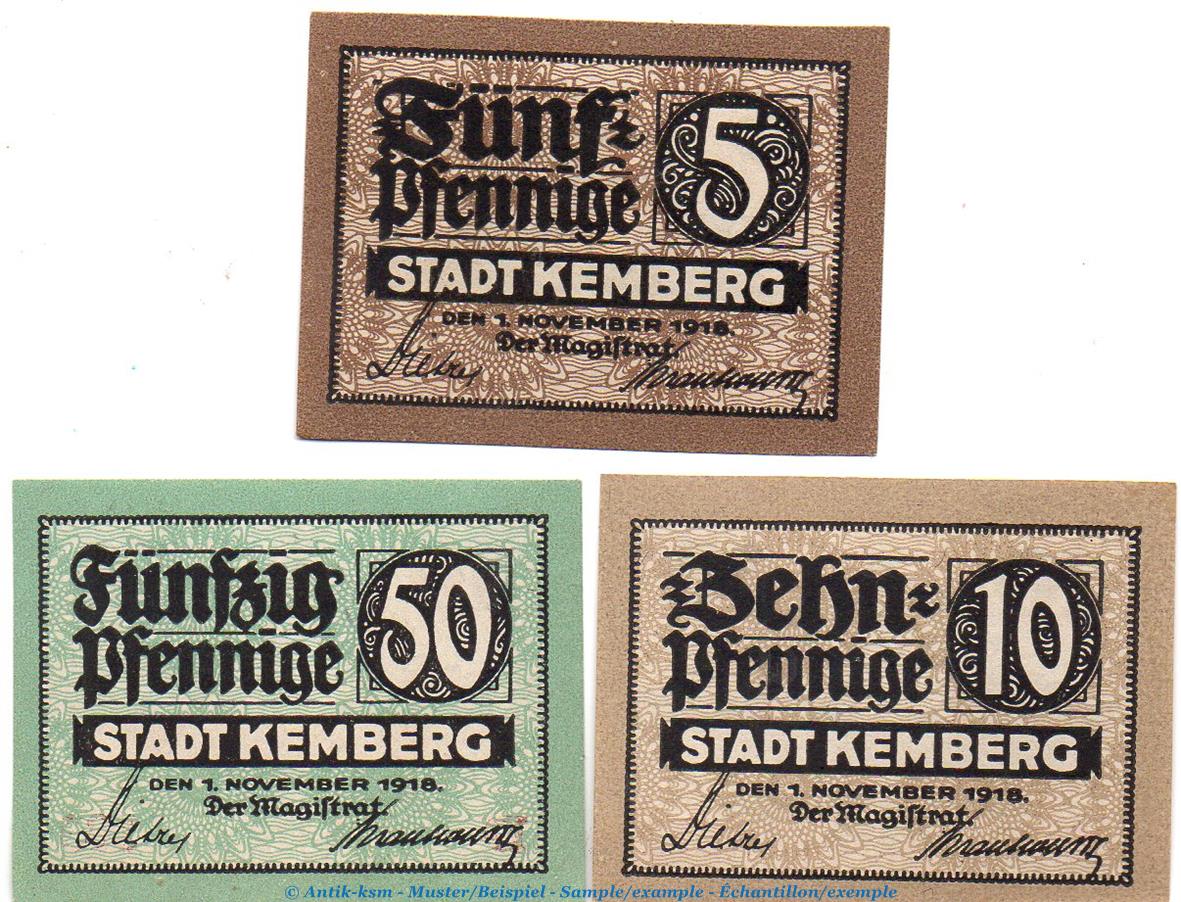 Fünf-
Pfennige
5
STADT KEMBERG
DEN 1. NOVEMBER 1918.
Der Magiſtrat.
Fünfzig
Pfennige
50
STADT KEMBERG
DEN 1. NOVEMBER 1918.
Der Magiſtrat.
Zehn-
Pfennige
10
STADT KEMBERG
DEN 1. NOVEMBER 1918.
Der Magiſtrat.
© Antik-ksm - Muster/Beispiel - Sample/example - Échantillon/exemple